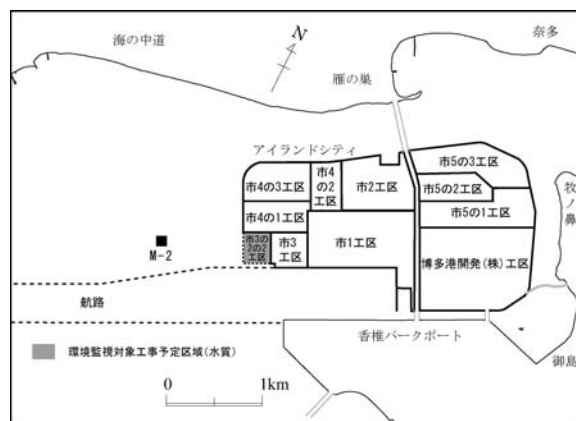 海の中道
N
奈多
雁の巣
アイランドシティ
市4の3工区
市4
の2
工区
市2工区
市5の3工区
市5の2工区
市5の1工区
牧ノ鼻
市4の1工区
市3の
2の2
工区
市3
工区
市1工区
博多港開発(株)工区
M-2
航路
香椎パークポート
環境監視対象工事予定区域(水質)
御島
0
1km